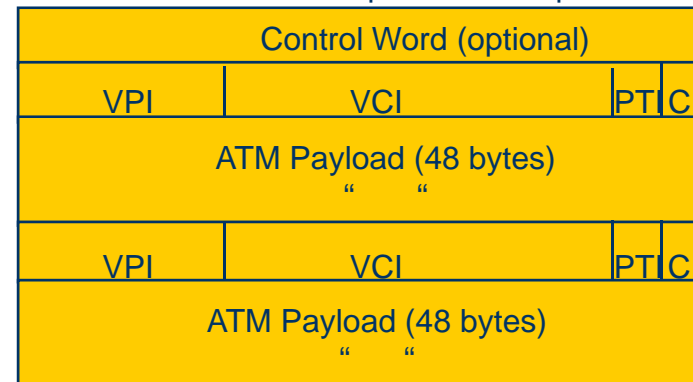 Control Word (optional)
VPI VCI PTI C
ATM Payload (48 bytes)
“ “
VPI VCI PTI C
ATM Payload (48 bytes)
“ “